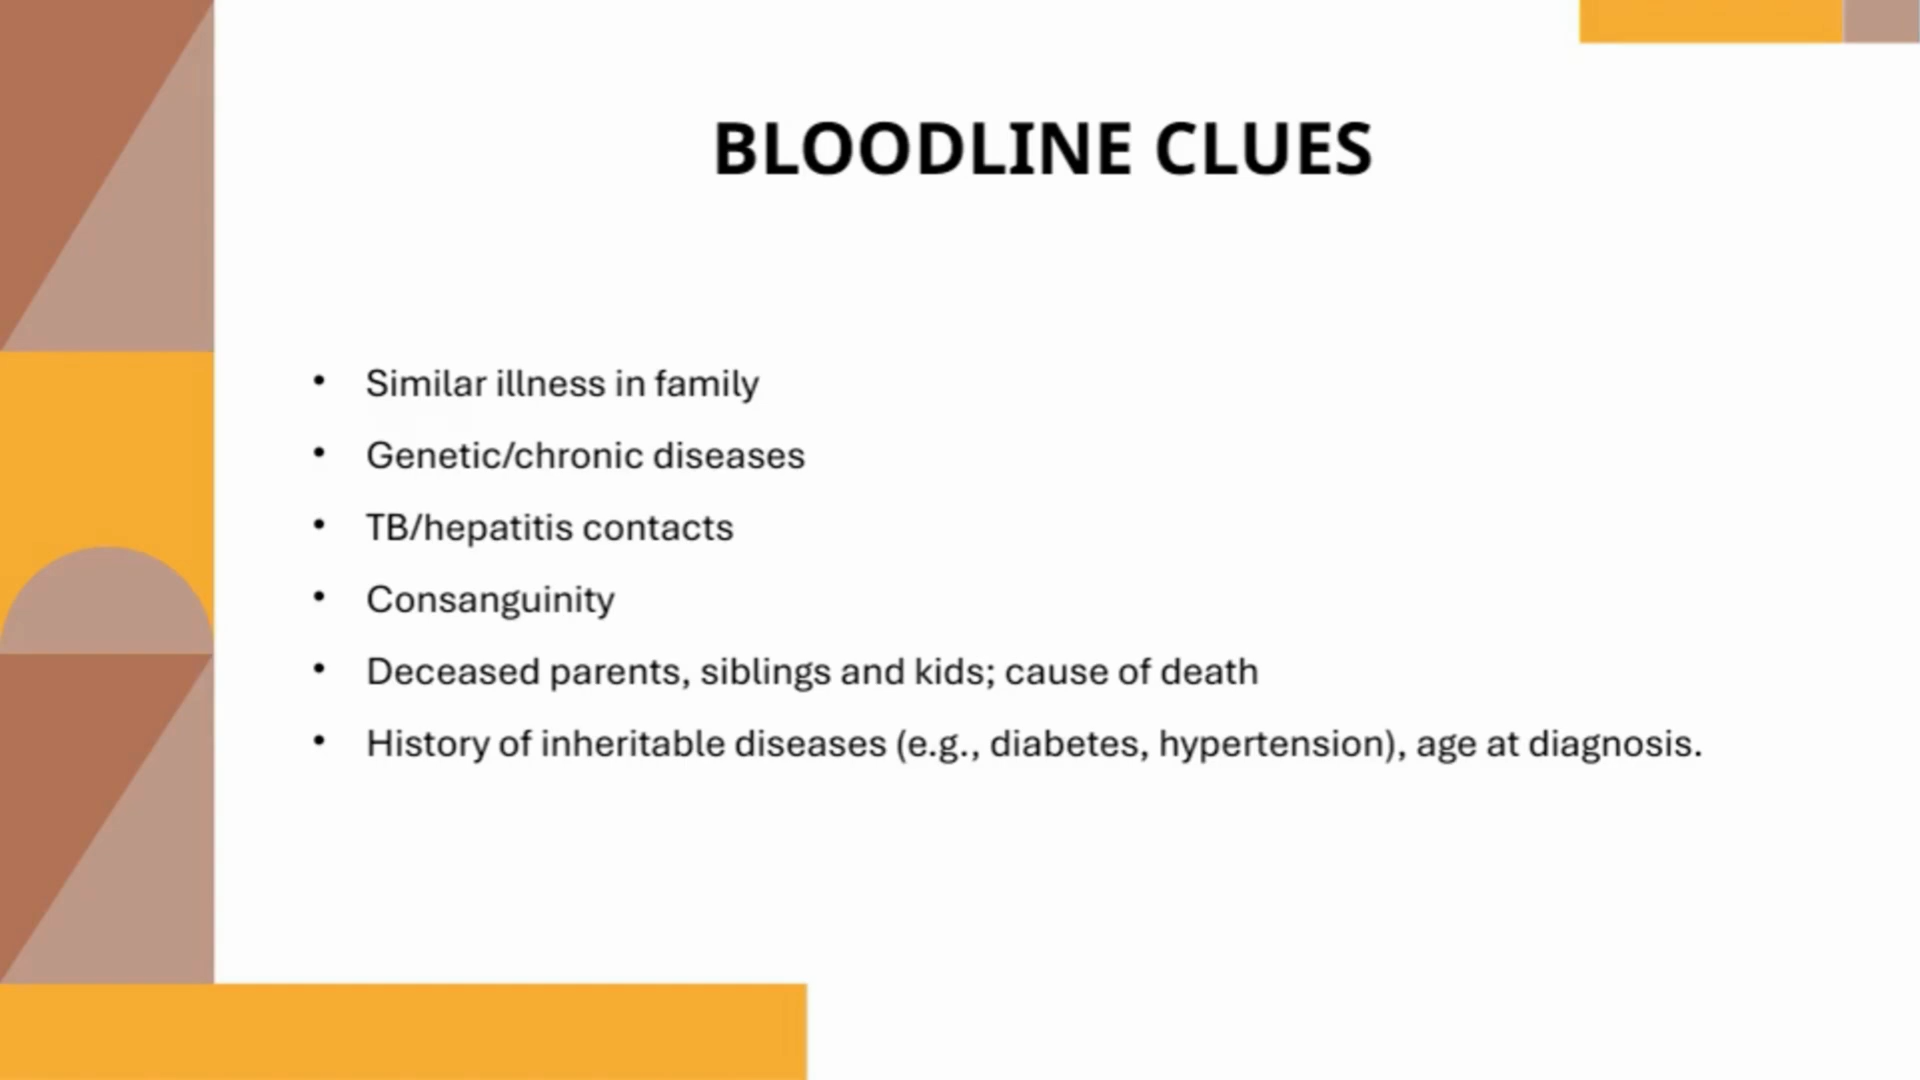 BLOODLINE CLUES
• Similar illness in family
• Genetic/chronic diseases
• TB/hepatitis contacts
• Consanguinity
• Deceased parents, siblings and kids; cause of death
• History of inheritable diseases (e.g., diabetes, hypertension), age at diagnosis.